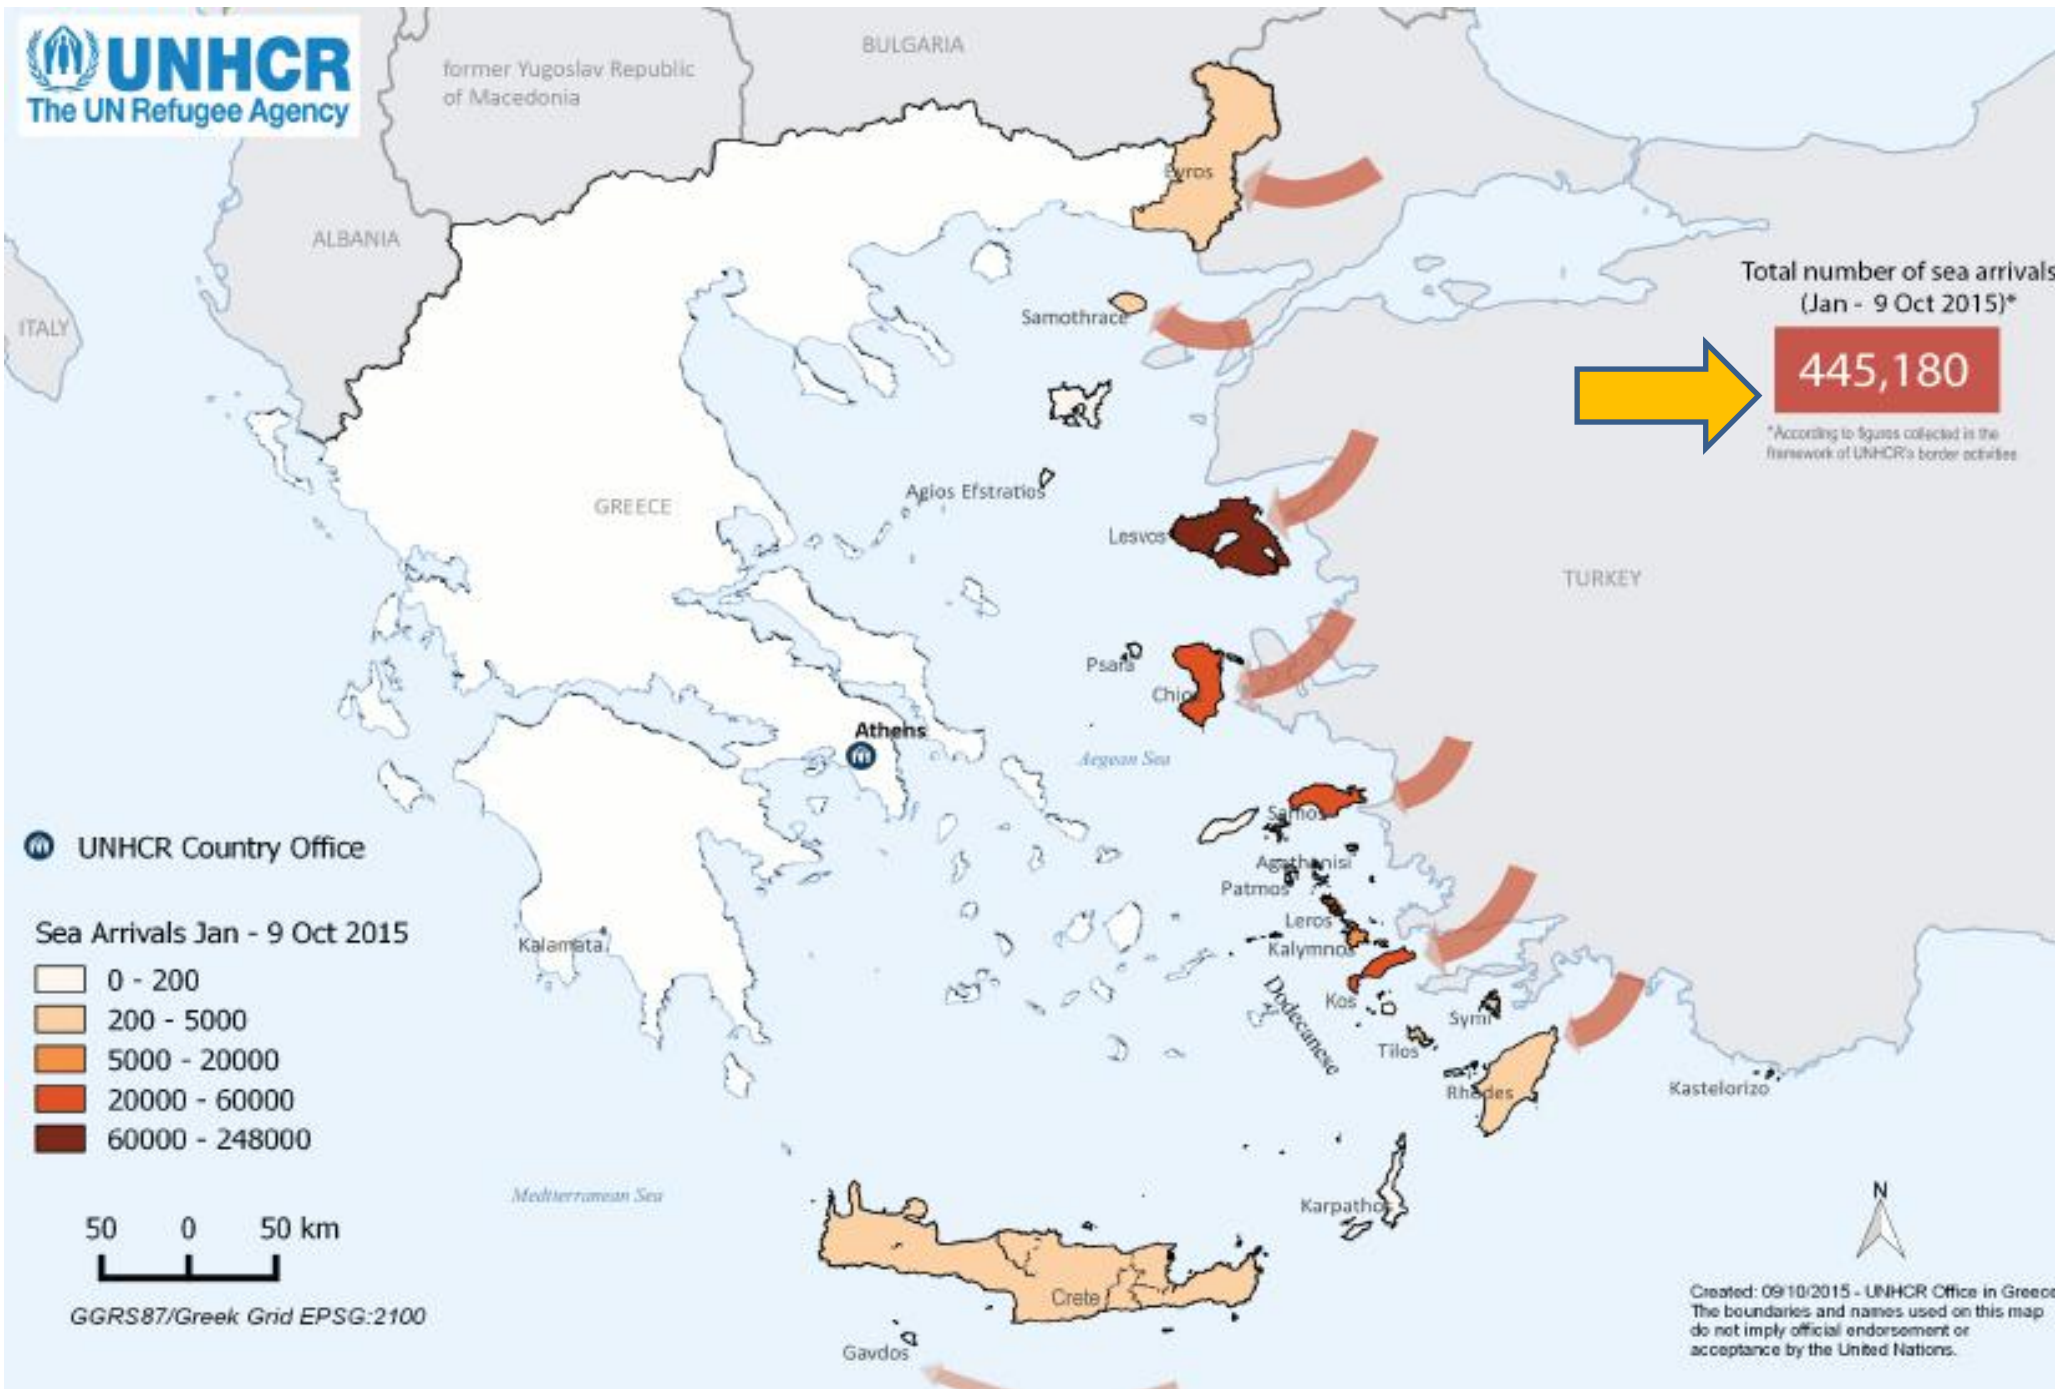 UNHCR
The UN Refugee Agency
BULGARIA
former Yugoslav Republic
of Macedonia
Evros
ALBANIA
ITALY
Samothrace
Total number of sea arrivals
(Jan - 9 Oct 2015)*
445,180
*According to figures collected in the
framework of UNHCR's border activities
Agios Efstratios
GREECE
Lesvos
TURKEY
Psara
Chios
Athens
Aegean Sea
Samos
Agathonisi
Patmos
Leros
Kalymnos
Kalamata
Kos
Dodecanese
Symi
Tilos
Rhodes
Kastelorizo
UNHCR Country Office
Sea Arrivals Jan - 9 Oct 2015
0 - 200
200 - 5000
5000 - 20000
20000 - 60000
60000 - 248000
Mediterranean Sea
Karpathos
50 0 50 km
GGRS87/Greek Grid EPSG:2100
Crete
Gavdos
N
Created: 09/10/2015 - UNHCR Office in Greece
The boundaries and names used on this map
do not imply official endorsement or
acceptance by the United Nations.